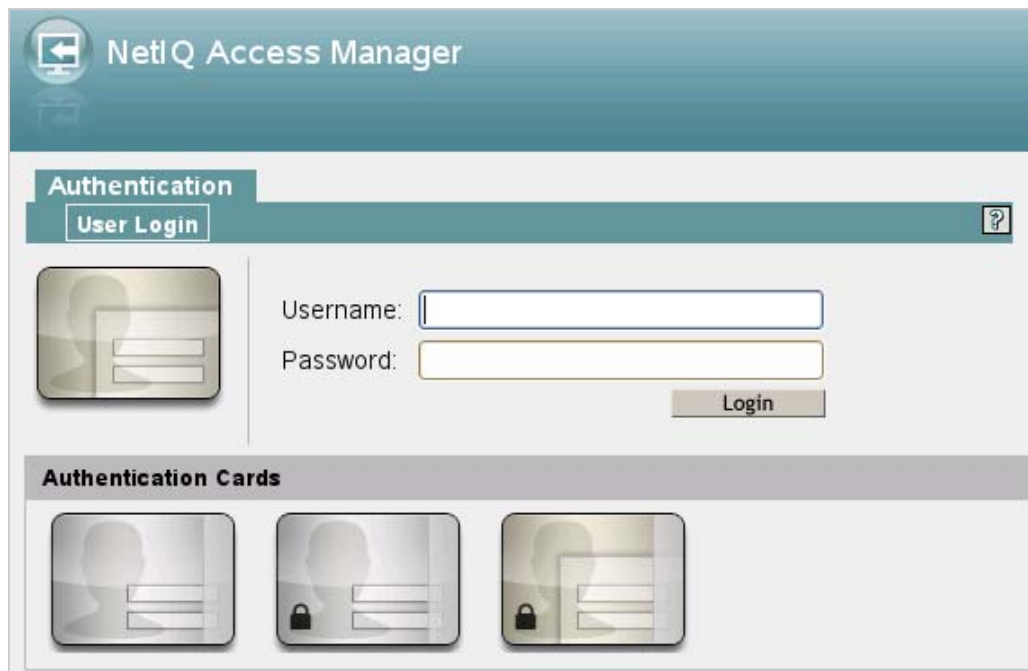 NetIQ Access Manager
Authentication
User Login
?
Username:
Password:
Login
Authentication Cards